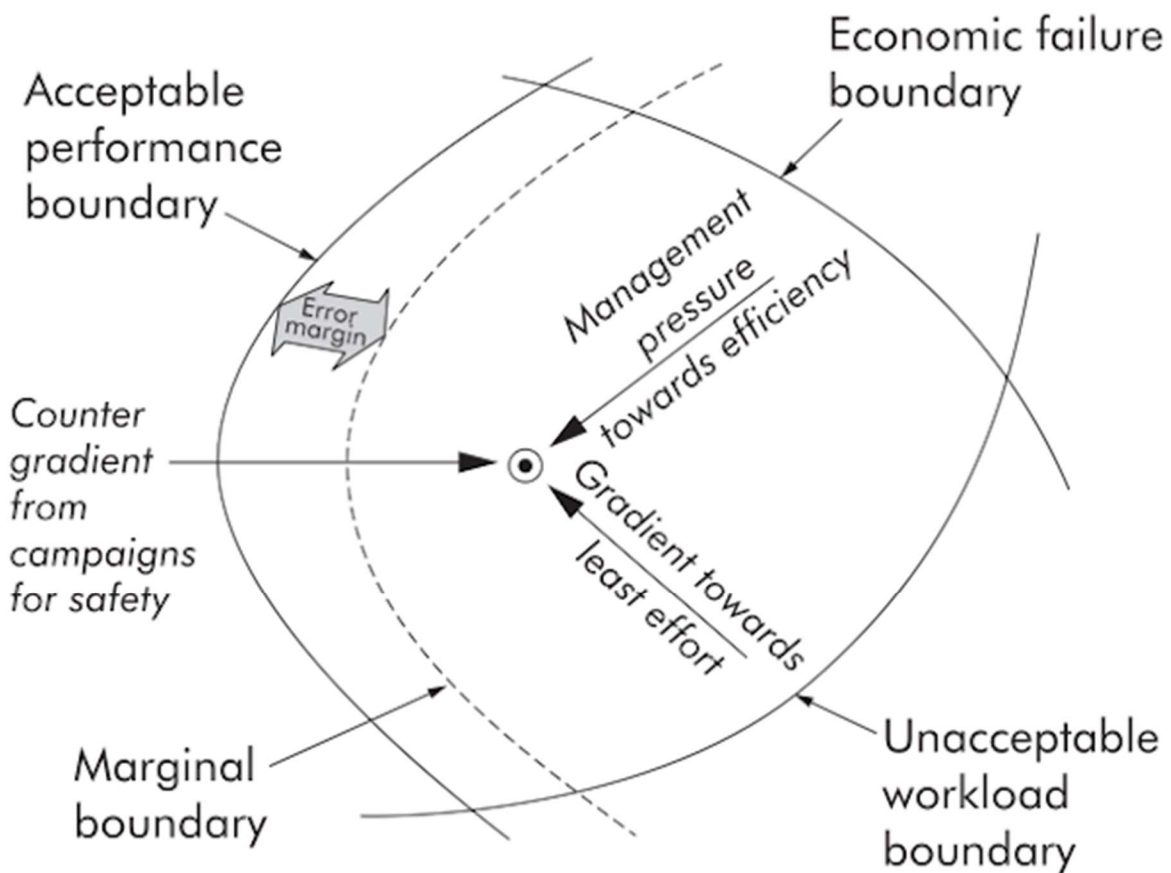 Economic failure
boundary
Acceptable
performance
boundary
Management
pressure
towards efficiency
Error
margin
Counter
gradient
from
campaigns
for safety
Gradient towards
least effort
Marginal
boundary
Unacceptable
workload
boundary